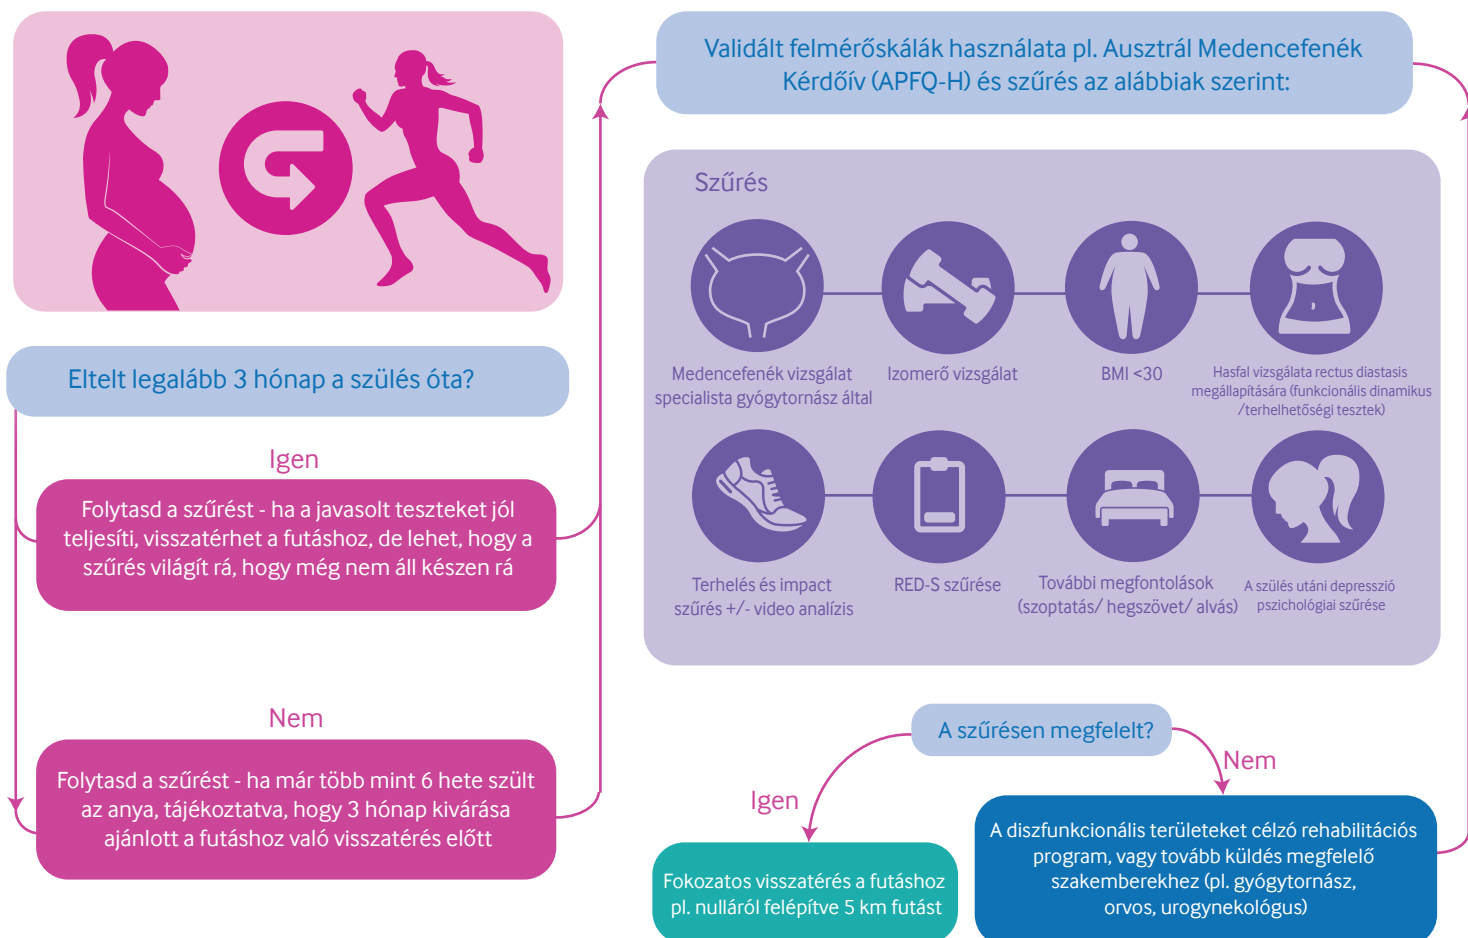 Eltelt legalább 3 hónap a szülés óta?
Igen
Folytasd a szűrést - ha a javasolt teszteket jól
teljesíti, visszatérhet a futáshoz, de lehet, hogy a
szűrés világít rá, hogy még nem áll készen rá
Nem
Folytasd a szűrést - ha már több mint 6 hete szült
az anya, tájékoztatva, hogy 3 hónap kivárása
ajánlott a futáshoz való visszatérés előtt
Validált felmérőskálák használata pl. Ausztrál Medencefenék
Kérdőív (APFQ-H) és szűrés az alábbiak szerint:
Szűrés
Medencefenék vizsgálat
specialista gyógytornász által
Izomerő vizsgálat
BMI <30
Hasfal vizsgálata rectus diastasis
megállapítására (funkcionális dinamikus
/terhelhetőségi tesztek)
Terhelés és impact
szűrés +/- video analízis
RED-S szűrése
További megfontolások
(szoptatás/ hegszövet/ alvás)
A szülés utáni depresszió
pszichológiai szűrése
A szűrésen megfelelt?
Igen
Nem
Fokozatos visszatérés a futáshoz
pl. nulláról felépítve 5 km futást
A diszfunkcionális területeket célzó rehabilitációs
program, vagy tovább küldés megfelelő
szakemberekhez (pl. gyógytornász,
orvos, urogynekológus)